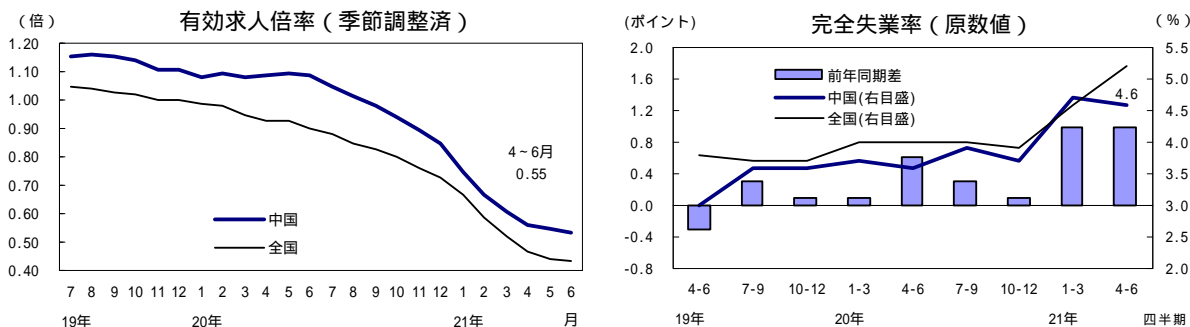 （倍）
有効求人倍率（季節調整済）
1.20
1.10
1.00
0.90
0.80
0.70
0.60
0.50
0.40
4～6月
0.55
中国
全国
7 8 9 10 11 12 1 2 3 4 5 6 7 8 9 10 11 12 1 2 3 4 5 6
19年 20年 21年 月
(ポイント)
完全失業率（原数値）
（%）
2.0
1.6
1.2
0.8
0.4
0.0
-0.4
-0.8
前年同期差
中国(右目盛)
全国(右目盛)
4.6
5.5
5.0
4.5
4.0
3.5
3.0
2.5
2.0
4-6 7-9 10-12 1-3 4-6 7-9 10-12 1-3 4-6
19年 20年 21年 四半期